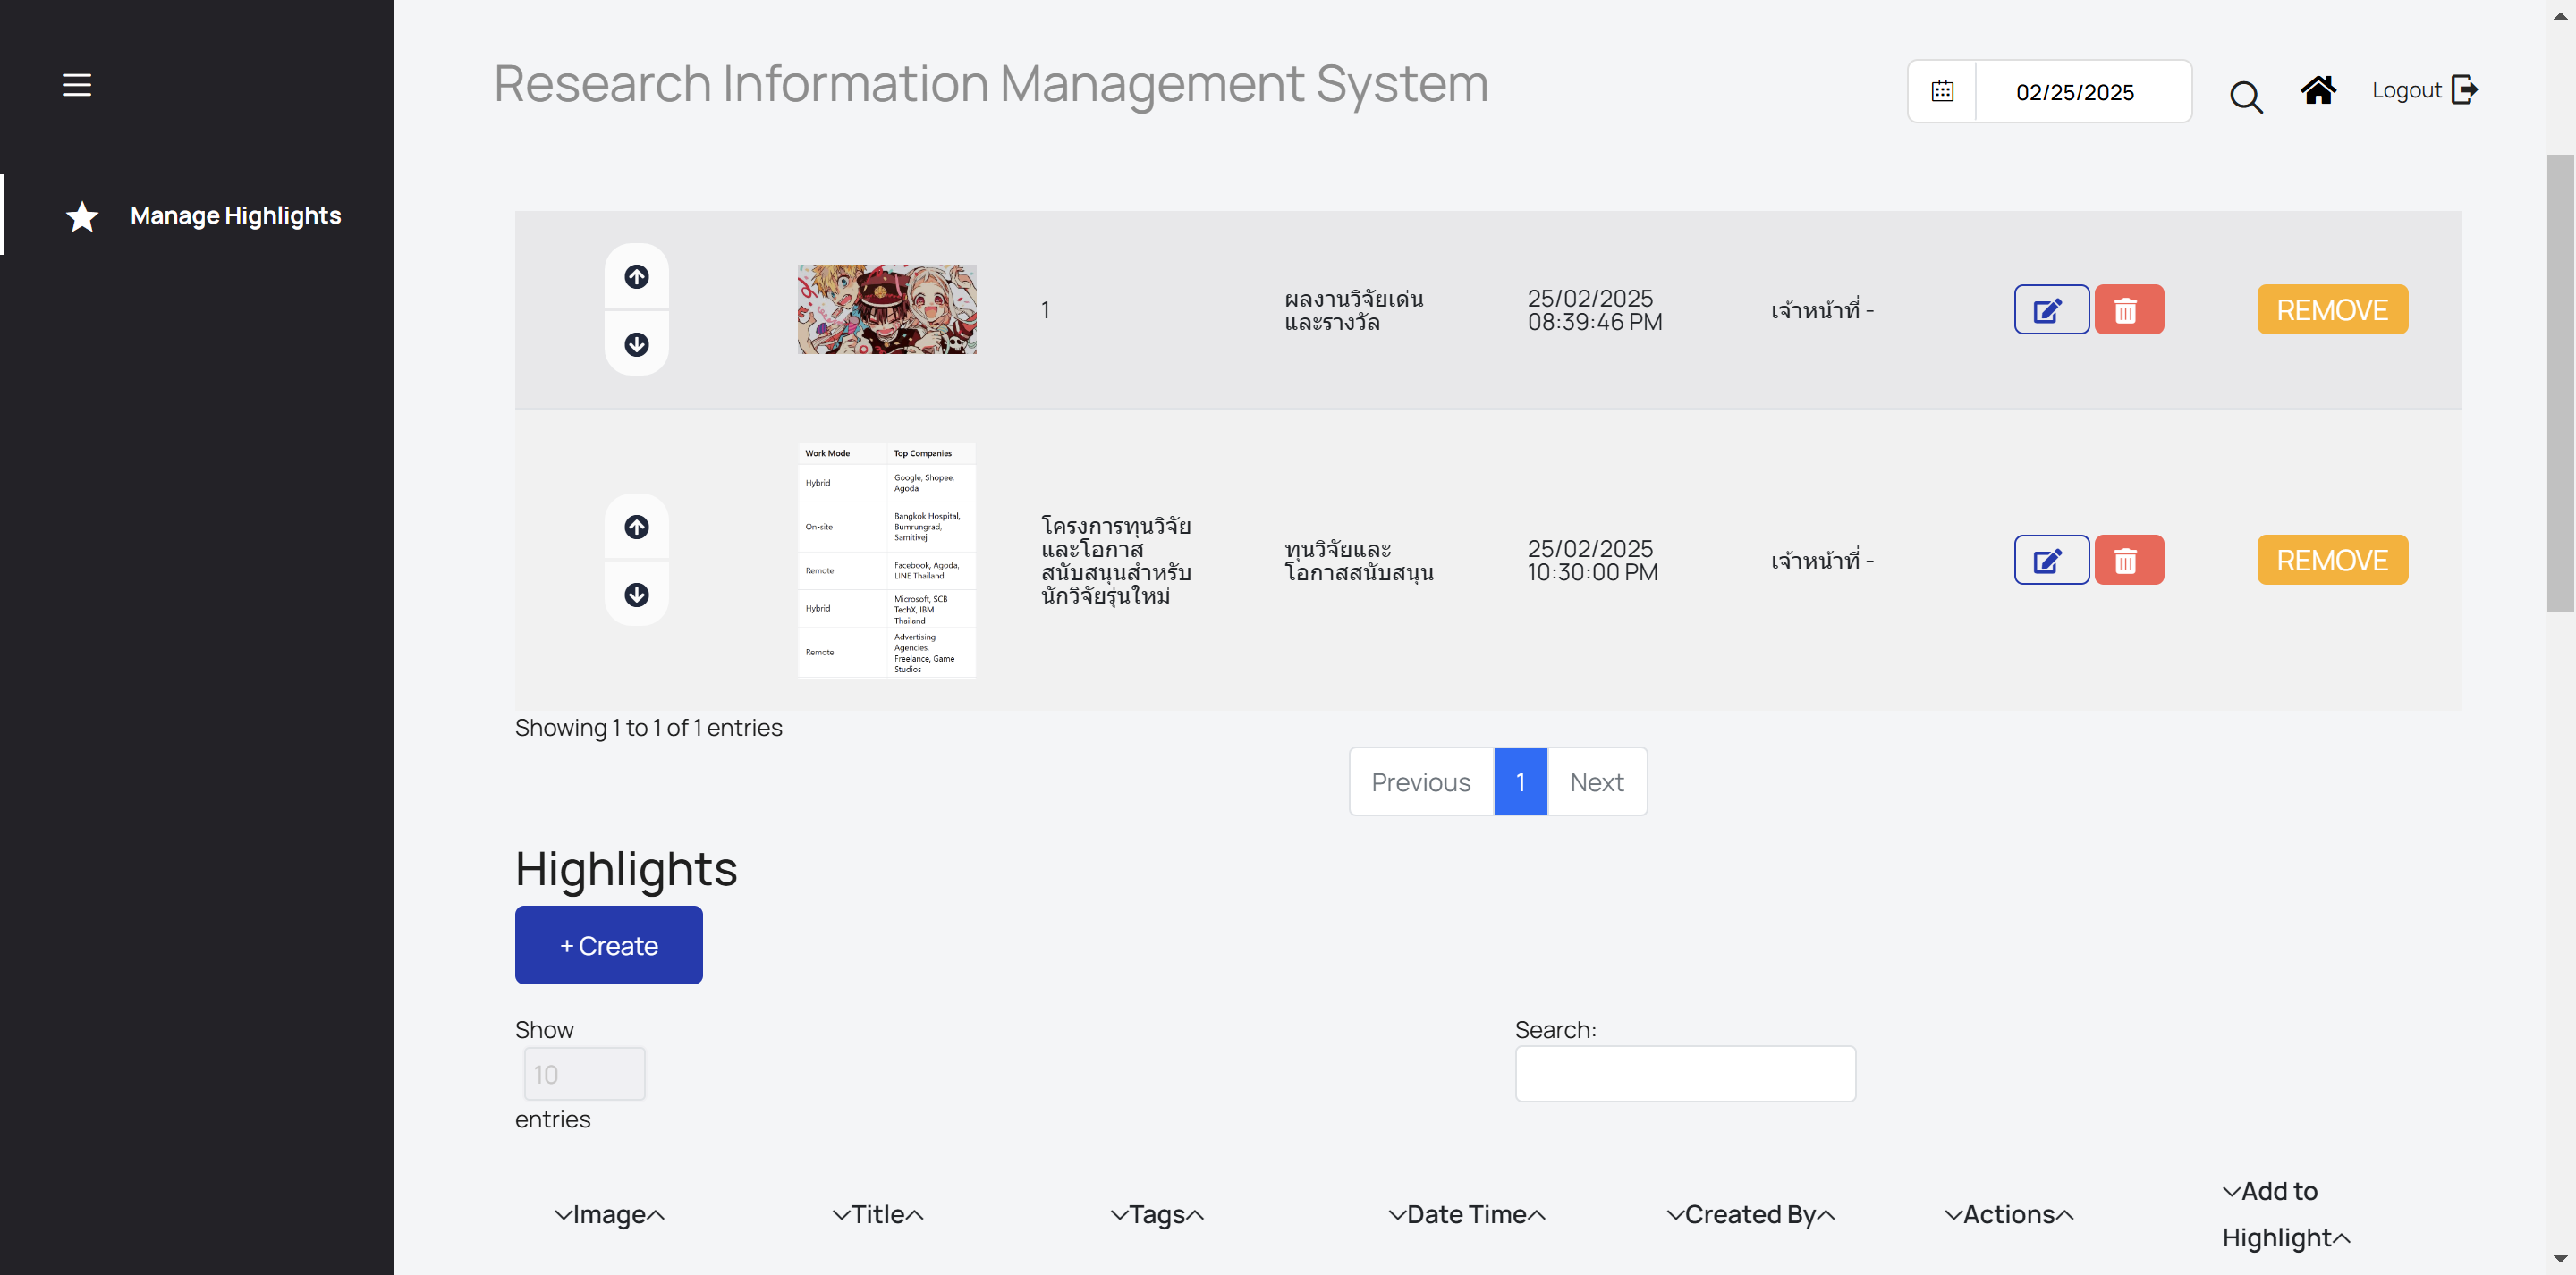 Research Information Management System
02/25/2025
Logout
Manage Highlights
1
ผลงานวิจัยเด่น
และรางวัล
25/02/2025
08:39:46 PM
เจ้าหน้าที่ -
REMOVE
Work Mode Top Companies
Hybrid Google, Shopee,
Agoda
On-site Bangkok Hospital,
Bumrungrad,
Samitivej
Remote Facebook, Agoda,
LINE Thailand
Hybrid Microsoft, SCB
TechX, IBM
Thailand
Remote Advertising
Agencies,
Freelance, Game
Studios
โครงการทุนวิจัย
และโอกาส
สนับสนุนสำหรับ
นักวิจัยรุ่นใหม่
ทุนวิจัยและ
โอกาสสนับสนุน
25/02/2025
10:30:00 PM
เจ้าหน้าที่ -
REMOVE
Showing 1 to 1 of 1 entries
Previous 1 Next
Highlights
+ Create
Show
10
entries
Search:
Image Title Tags Date Time Created By Actions Add to
Highlight